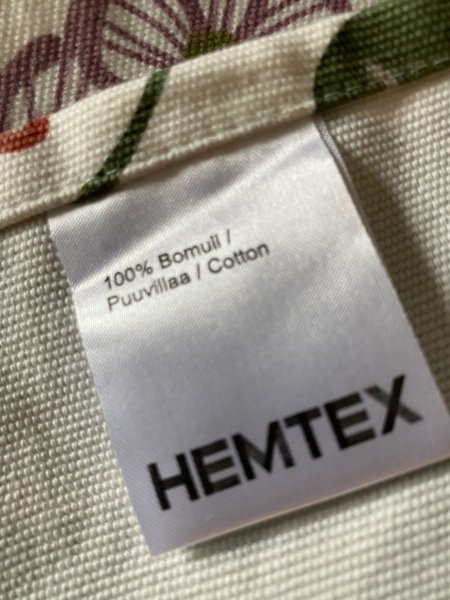 100% Bomull /
Puuvillaa / Cotton
HEMTEX